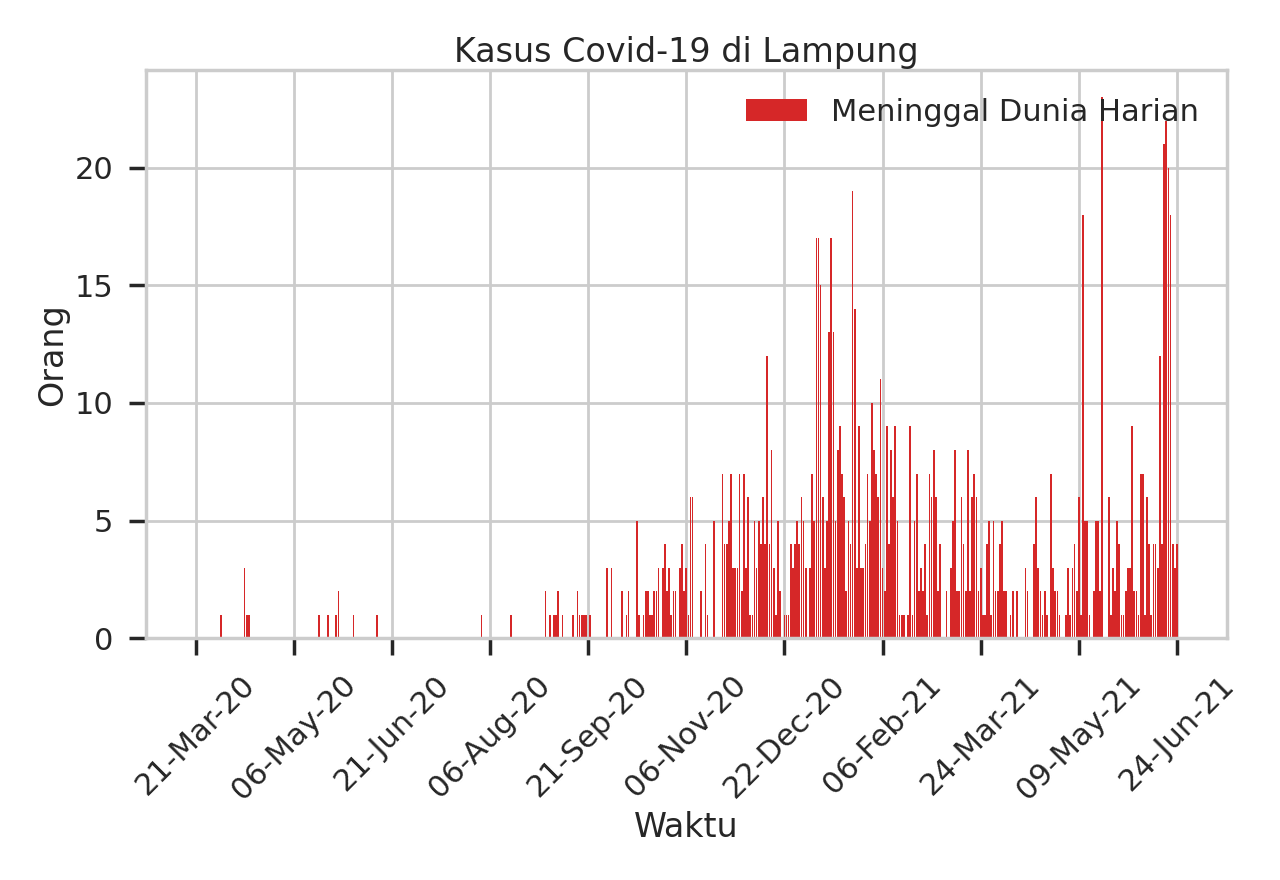 Kasus Covid-19 di Lampung
Meninggal Dunia Harian
Orang
20
15
10
5
0
21-Mar-20
06-May-20
21-Jun-20
06-Aug-20
21-Sep-20
06-Nov-20
22-Dec-20
06-Feb-21
24-Mar-21
09-May-21
24-Jun-21
Waktu